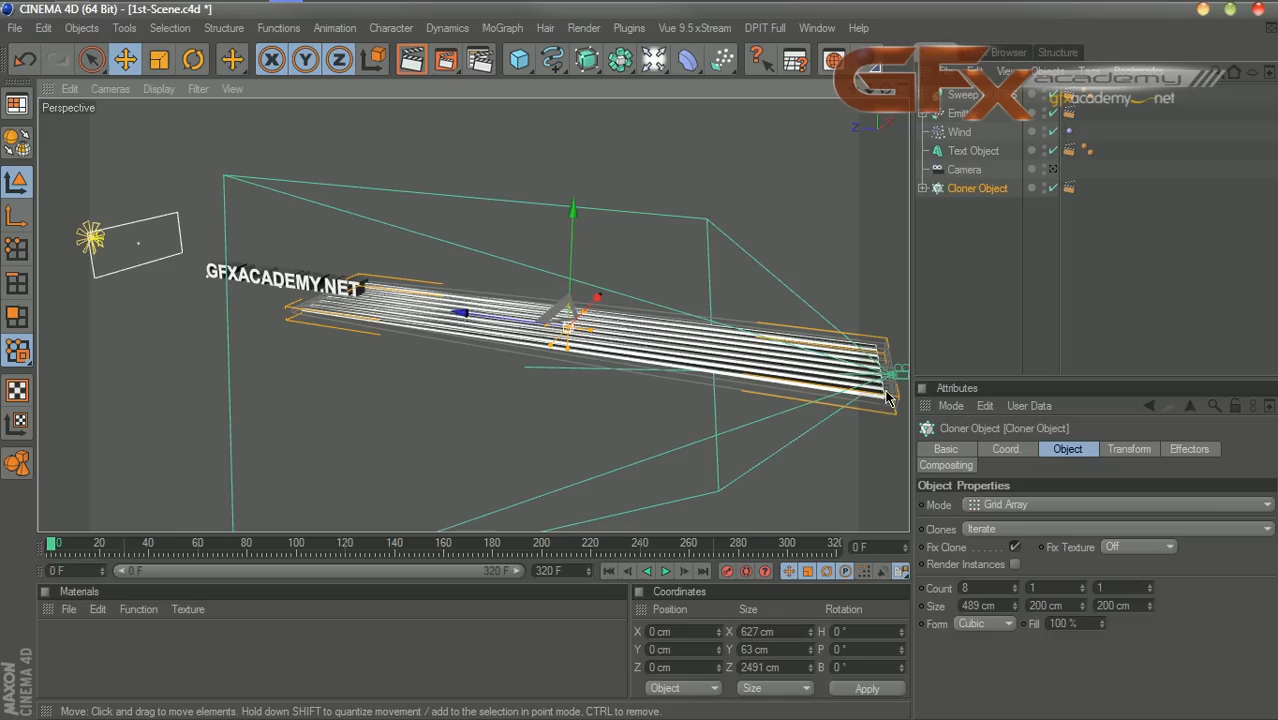 CINEMA 4D (64 Bit) - [1st-Scene.c4d *]
File Edit Objects Tools Selection Structure Functions Animation Character Dynamics MoGraph Hair Render Plugins Vue 9.5 xStream DPIT Full Window Help
Browser Structure
Edit Cameras Display Filter View
GFX academy
gfxacademy.net
Perspective
Z
Sweep
Wind
Text Object
Camera
Cloner Object
GFXACADEMY.NET
Attributes
Mode Edit User Data
Cloner Object [Cloner Object]
Basic Coord. Object Transform Effectors
Compositing
Object Properties
Mode Grid Array
Clones Iterate
Fix Clone ...... Fix Texture Off
Render Instances
Count 8 1 1
Size 489 cm 200 cm 200 cm
Form Cubic Fill 100 %
0 20 40 60 80 100 120 140 160 180 200 220 240 260 280 300 0 F
0 F 0 F 320 F 320 F
Materials
File Edit Function Texture
Coordinates
Position Size Rotation
X 0 cm X 627 cm H 0 °
Y 0 cm Y 63 cm P 0 °
Z 0 cm Z 2491 cm B 0 °
Object Size Apply
MAXON
CINEMA 4D
Move: Click and drag to move elements. Hold down SHIFT to quantize movement / add to the selection in point mode, CTRL to remove.